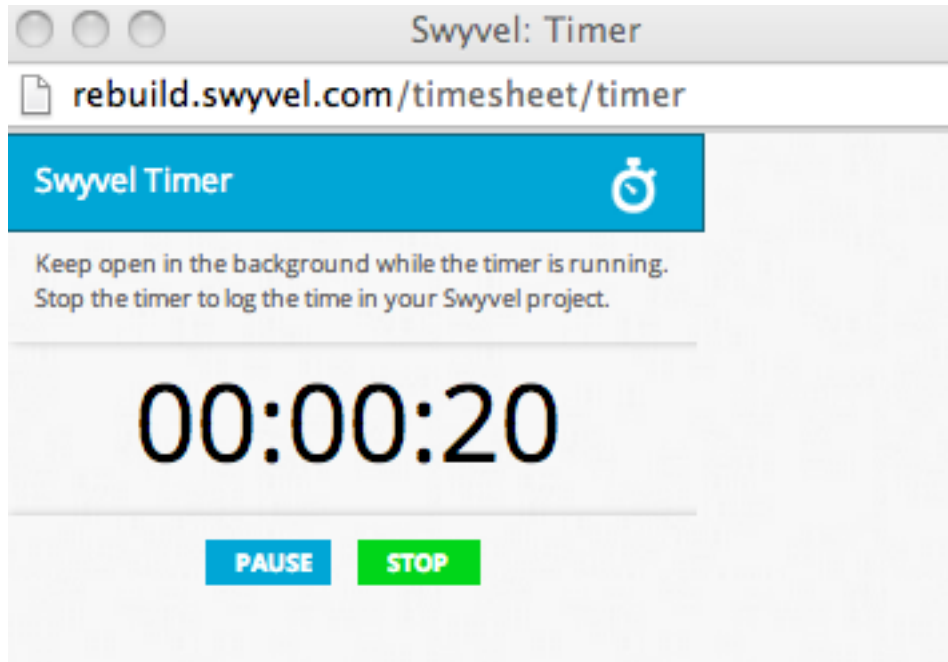 Swyvel: Timer
rebuild.swyvel.com/timesheet/timer
Swyvel Timer
Keep open in the background while the timer is running.
Stop the timer to log the time in your Swyvel project.
00:00:20
PAUSE STOP